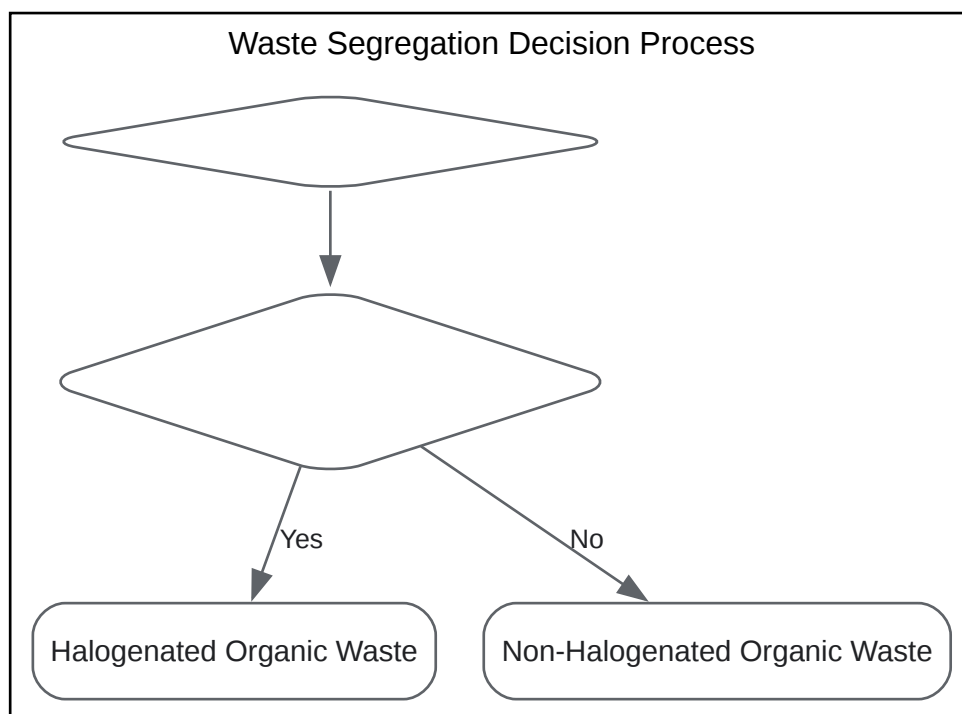 Waste Segregation Decision Process
Yes
No
Halogenated Organic Waste
Non-Halogenated Organic Waste